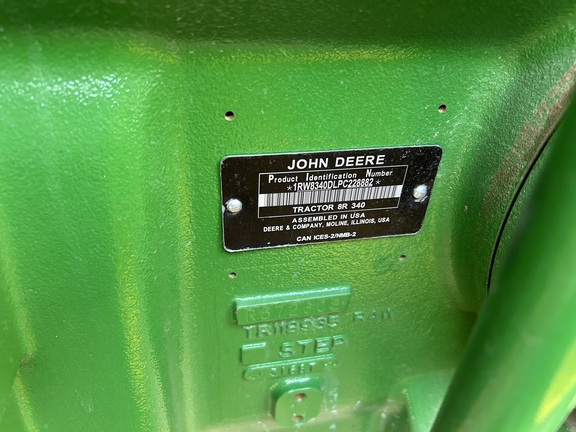 JOHN DEERE
Product Identification Number
*1RW8340DLPC228882*
TRACTOR 8R 340
ASSEMBLED IN USA
DEERE & COMPANY, MOLINE, ILLINOIS, USA
CAN ICES-2/NMB-2
STEP